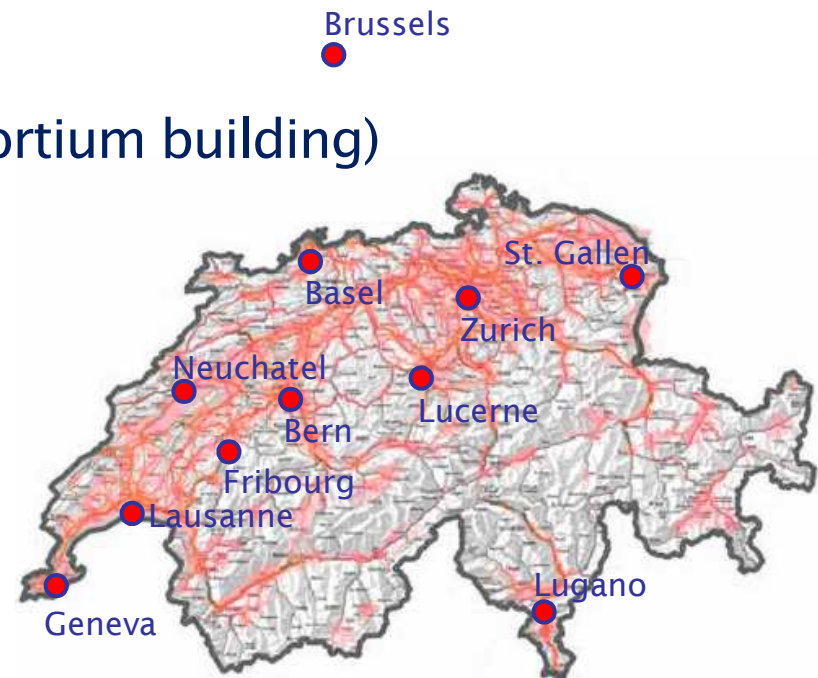 Brussels
ortium building)
St. Gallen
Basel
Zurich
Neuchatel
Lucerne
Bern
Fribourg
Lausanne
Lugano
Geneva